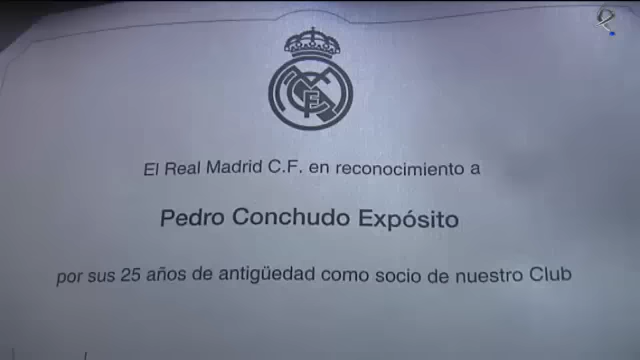 El Real Madrid C.F. en reconocimiento a
Pedro Conchudo Expósito
por sus 25 años de antigüedad como socio de nuestro Club